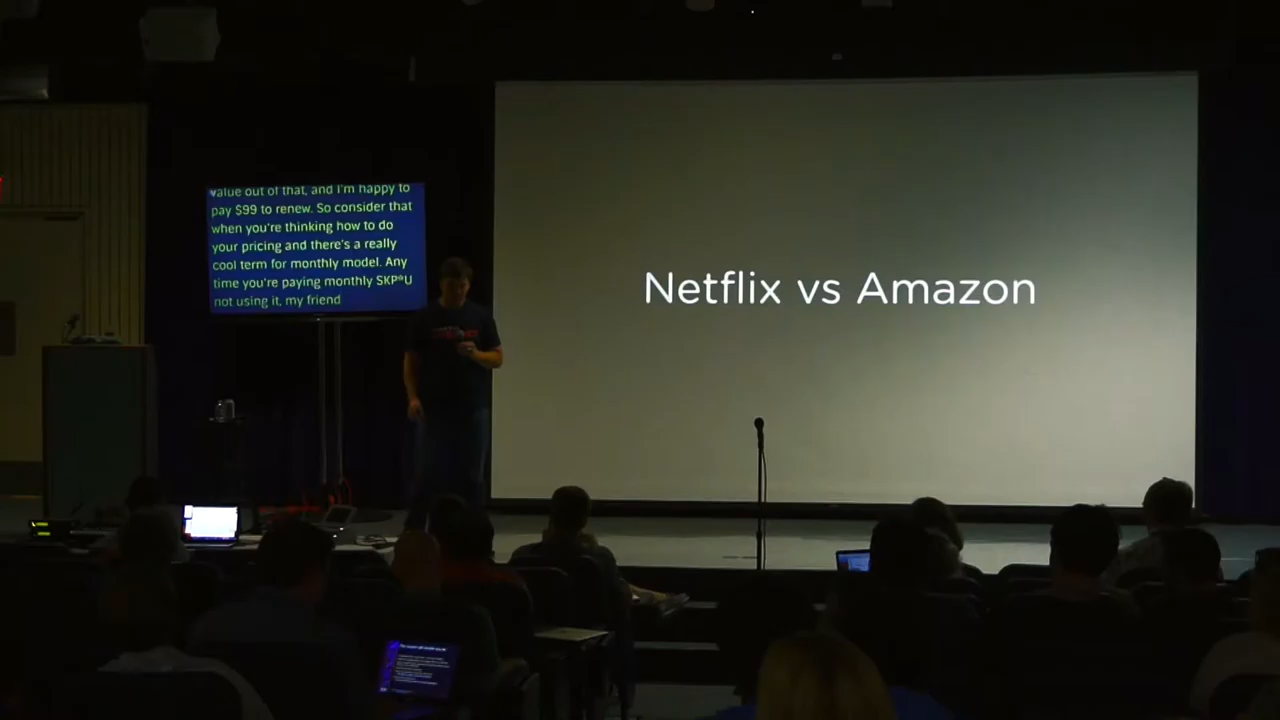 value out of that, and I'm happy to
pay $99 to renew. So consider that
when you're thinking how to do
your pricing and there's a really
cool term for monthly model. Any
time you're paying monthly SKP*U
not using it, my friend
Netflix vs Amazon